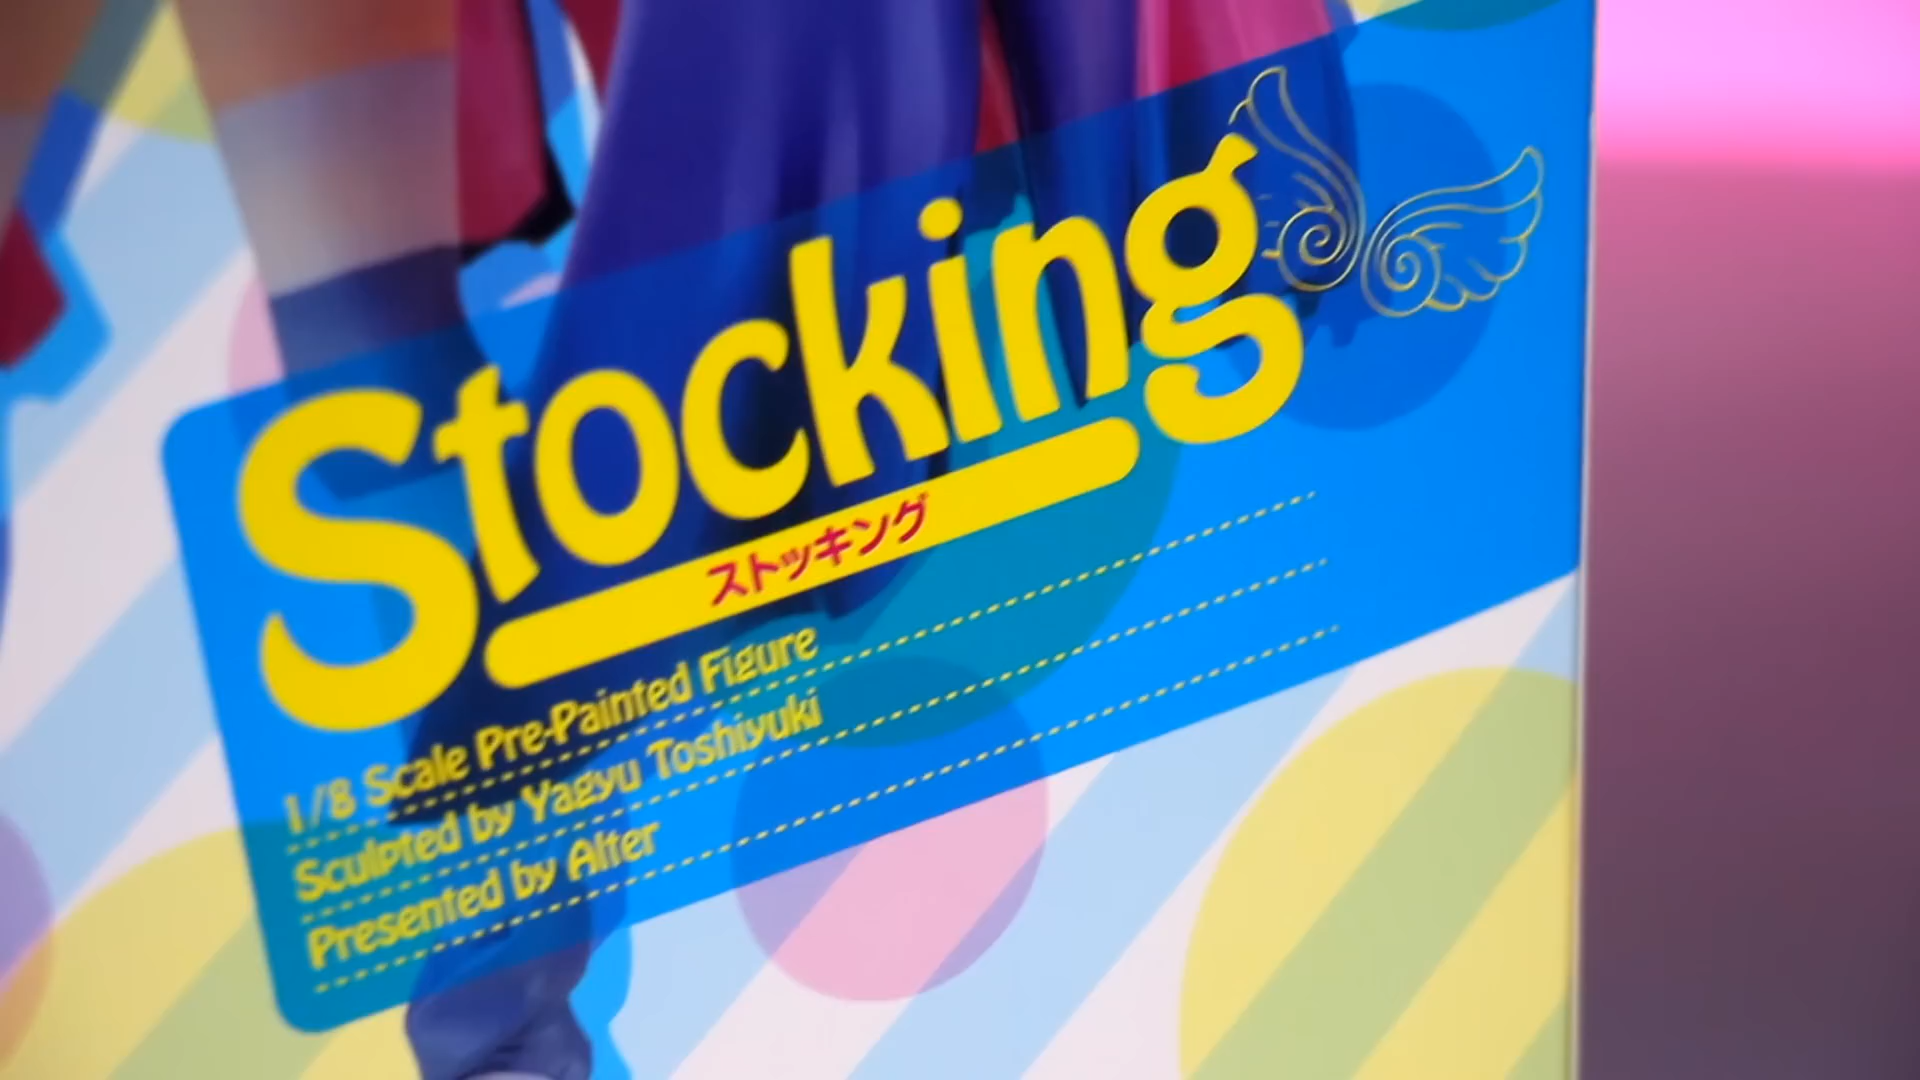 Stocking
ストッキング
1/8 Scale Pre-Painted Figure
Sculpted by Yagyu Toshiyuki
Presented by Alter